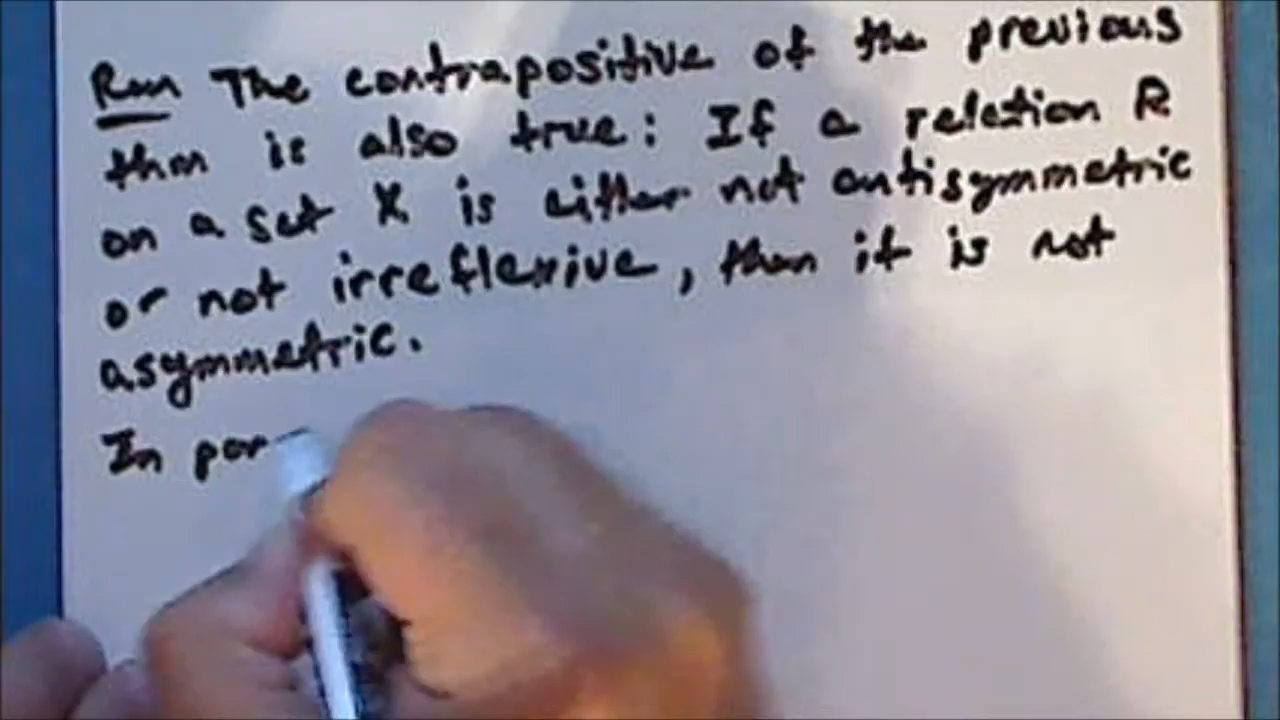 Rem The contrapositive of the previous
thm is also true: If a relation R
on a set X is either not antisymmetric
or not irreflexive, then it is not
asymmetric.
In par